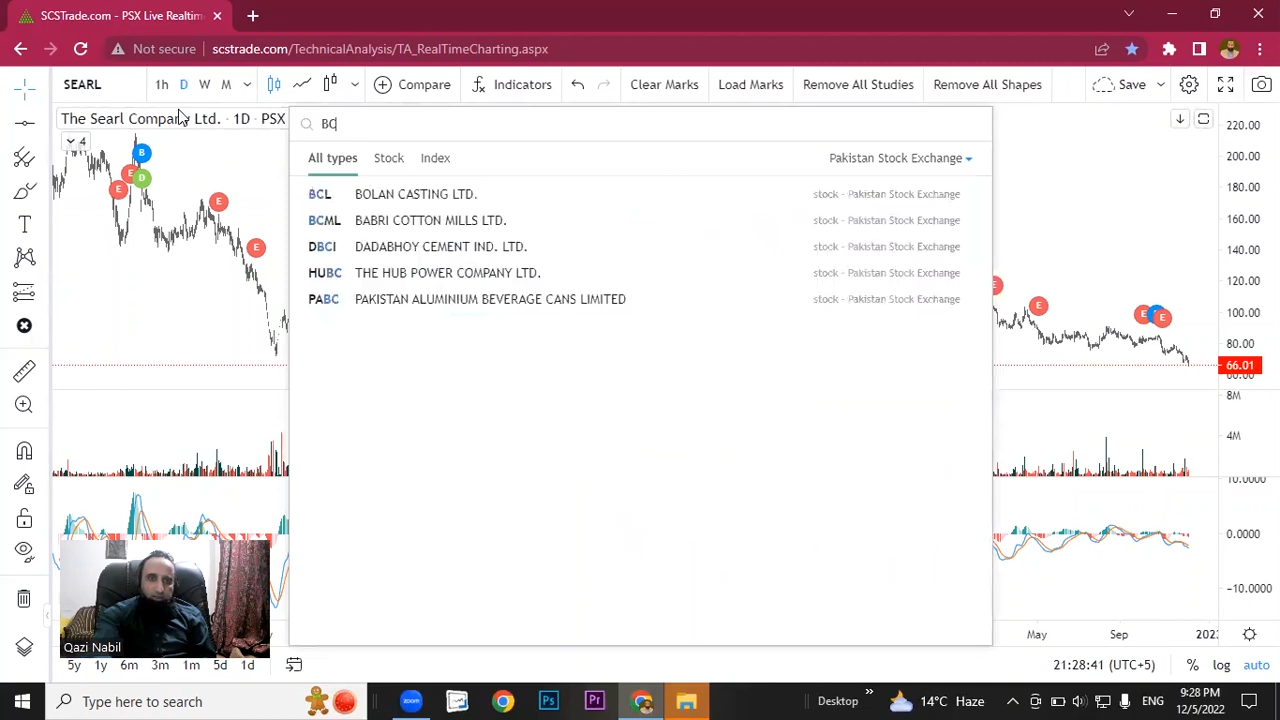 SCSTrade.com - PSX Live Realtim
Not secure
scstrade.com/TechnicalAnalysis/TA_RealTimeCharting.aspx
SEARL
1h D W M
Compare
Indicators
Clear Marks
Load Marks
Remove All Studies
Remove All Shapes
Save
The Searl Company Ltd. · 1D · PSX
4
BC
All types Stock Index
Pakistan Stock Exchange
BCL BOLAN CASTING LTD. stock - Pakistan Stock Exchange
BCML BABRI COTTON MILLS LTD. stock - Pakistan Stock Exchange
DBCI DADABHOY CEMENT IND. LTD. stock - Pakistan Stock Exchange
HUBC THE HUB POWER COMPANY LTD. stock - Pakistan Stock Exchange
PABC PAKISTAN ALUMINIUM BEVERAGE CANS LIMITED stock - Pakistan Stock Exchange
B
E
D
E
E
E
E
E
E
220.00
200.00
180.00
160.00
140.00
120.00
100.00
80.00
66.01
60.00
8M
4M
10.0000
0.0000
-10.0000
Qazi Nabil
May
Sep
202
5y 1y 6m 3m 1m 5d 1d
21:28:41 (UTC+5)
% log auto
Type here to search
zoom
Ps
Pr
Desktop
14°C Haze
ENG
9:28 PM
12/5/2022